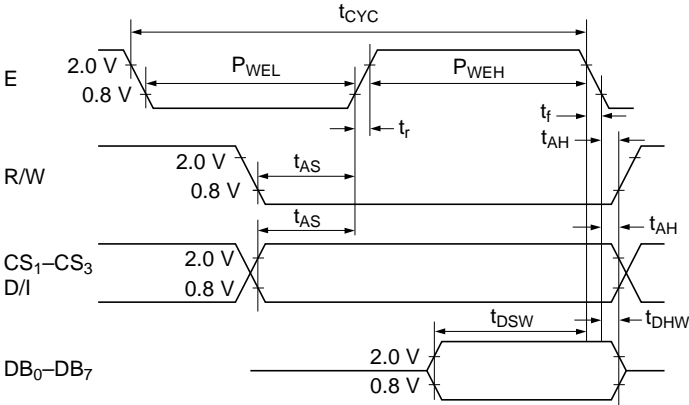 tCYC
E
2.0 V
0.8 V
PWEL
PWEH
tf
tr
tAH
R/W
2.0 V
0.8 V
tAS
tAS
tAH
CS1–CS3
D/I
2.0 V
0.8 V
tDSW
tDHW
DB0–DB7
2.0 V
0.8 V